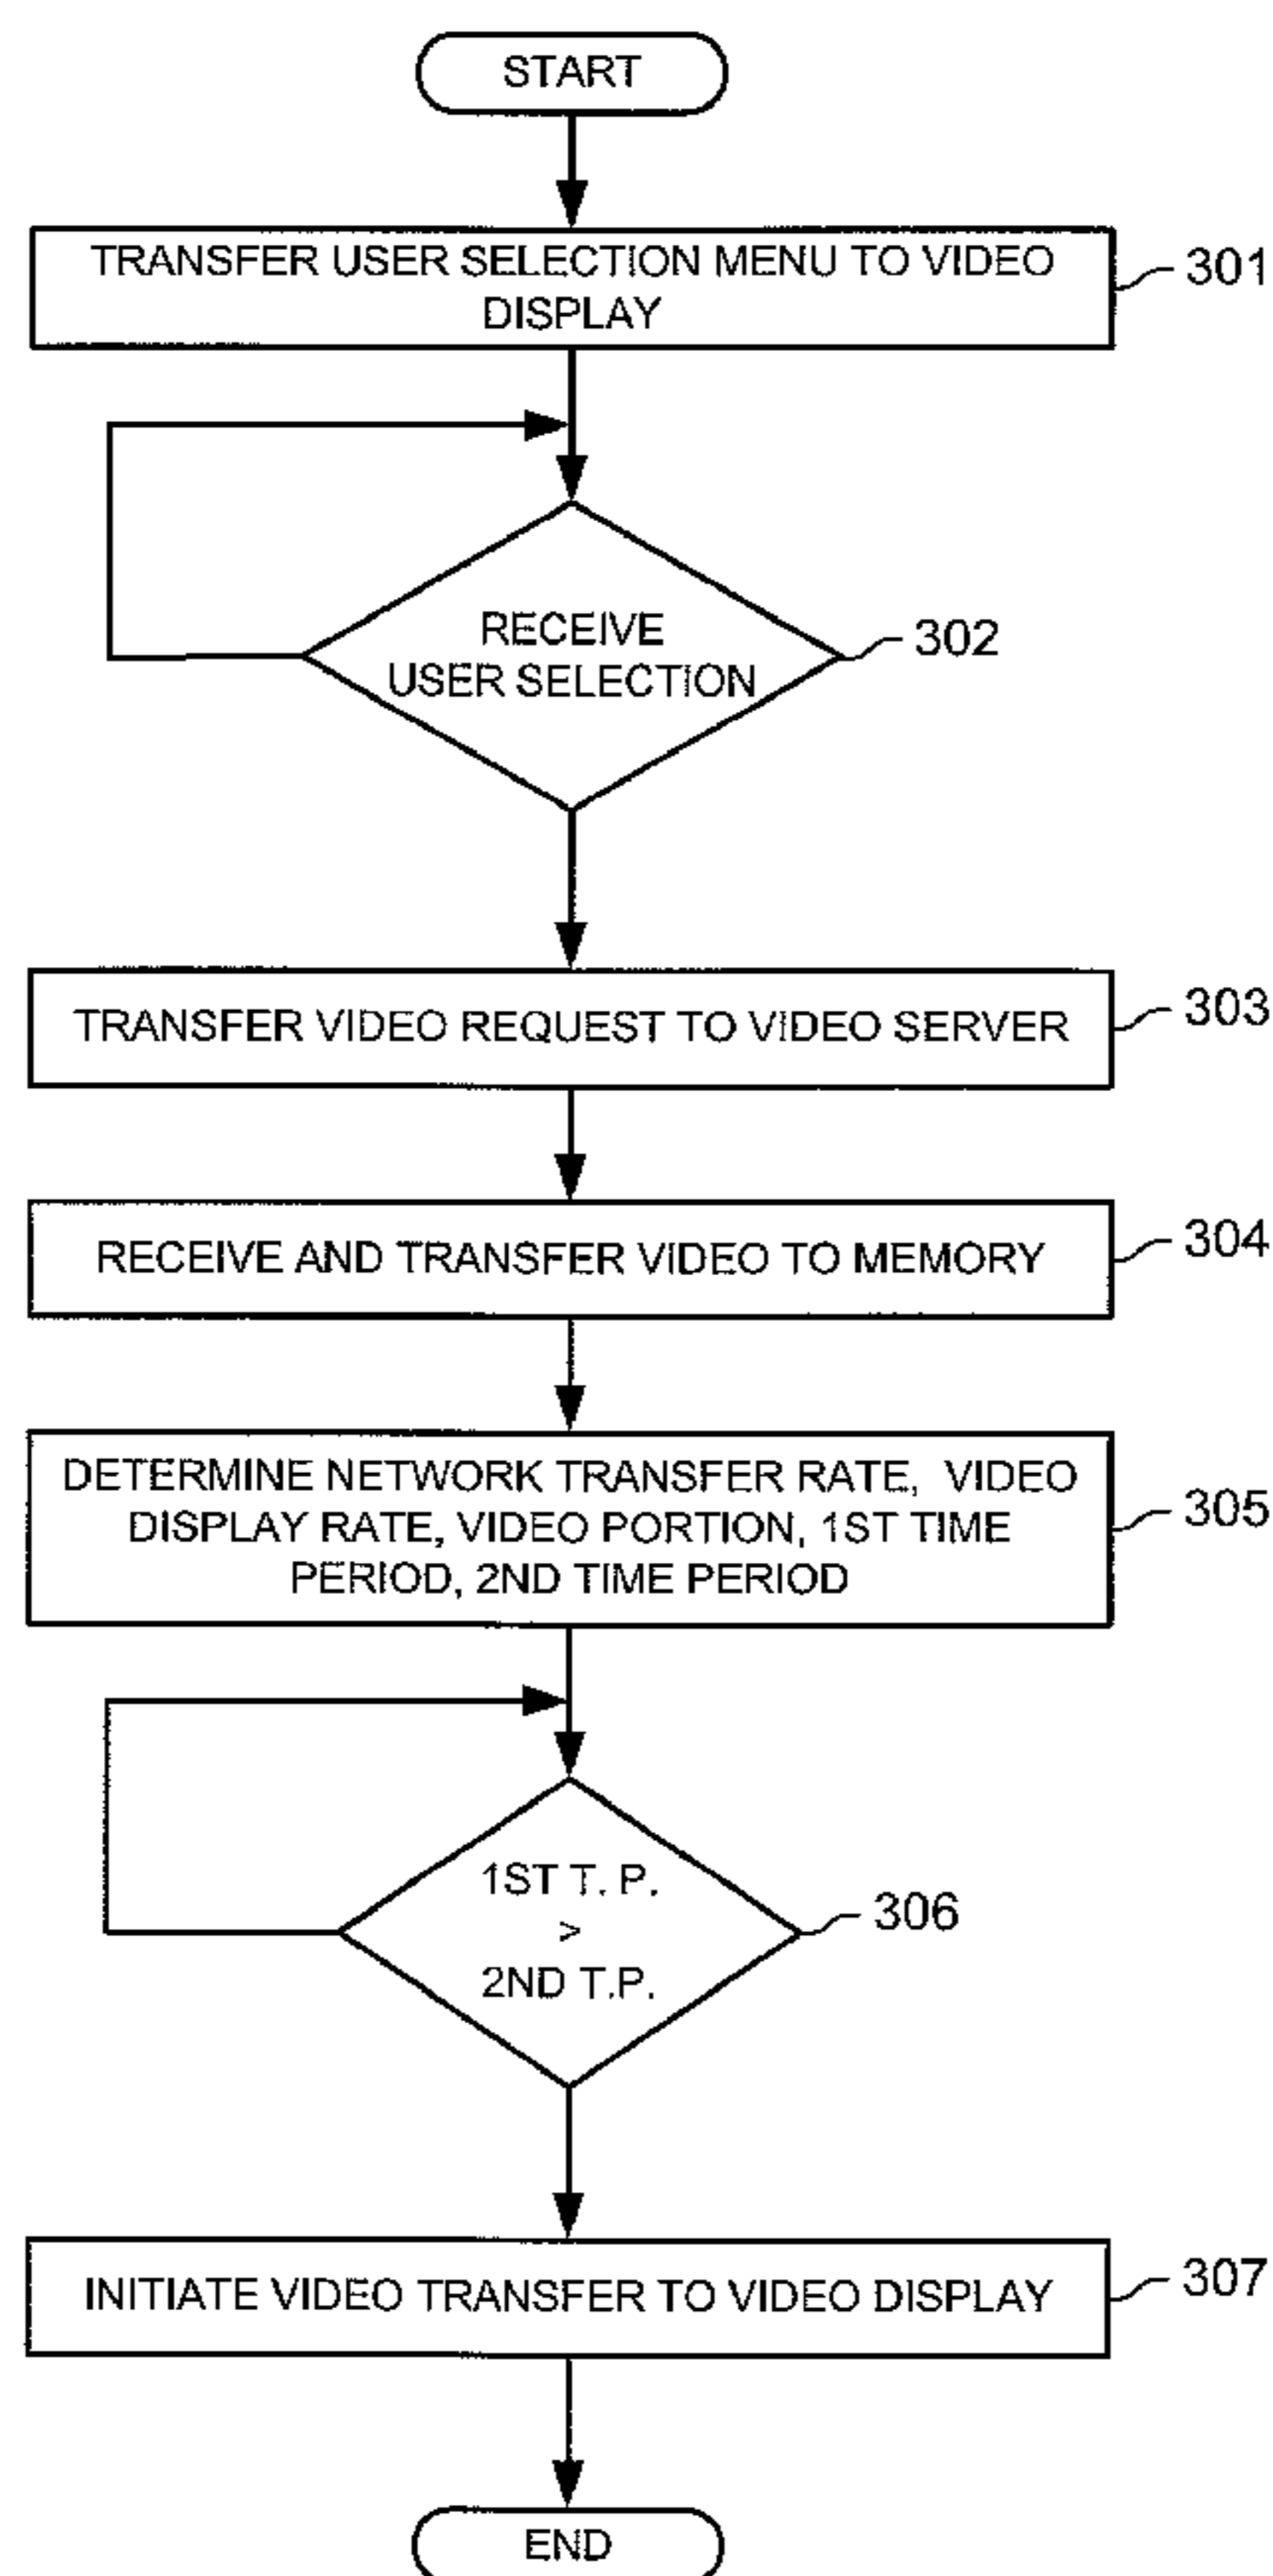 START
TRANSFER USER SELECTION MENU TO VIDEO
DISPLAY
301
RECEIVE
USER SELECTION
302
TRANSFER VIDEO REQUEST TO VIDEO SERVER
303
RECEIVE AND TRANSFER VIDEO TO MEMORY
304
DETERMINE NETWORK TRANSFER RATE, VIDEO
DISPLAY RATE, VIDEO PORTION, 1ST TIME
PERIOD, 2ND TIME PERIOD
305
1ST T. P.
>
2ND T.P.
306
INITIATE VIDEO TRANSFER TO VIDEO DISPLAY
307
END